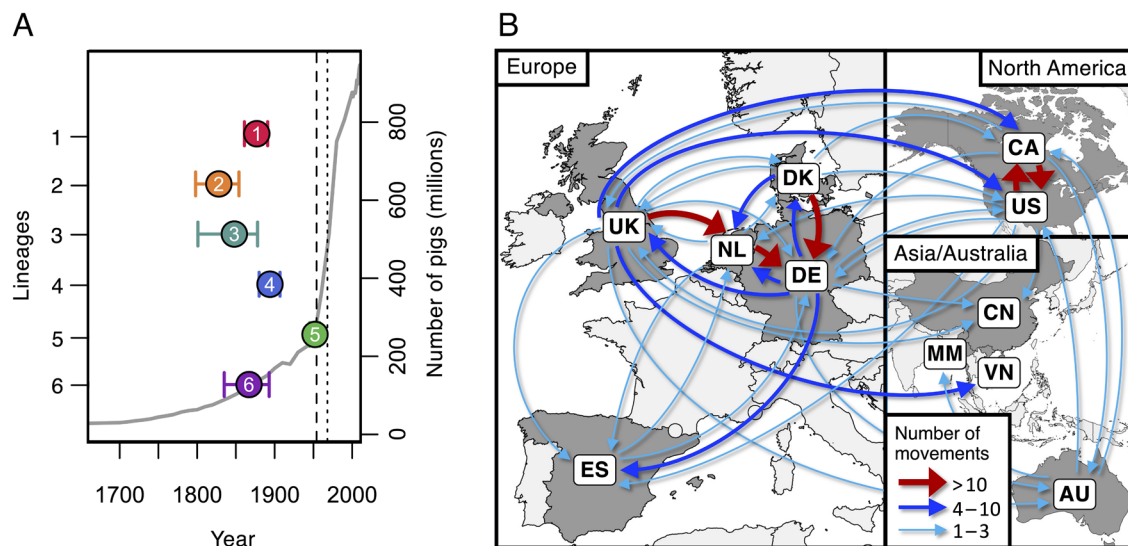 A
Lineages
1
2
3
4
5
6
1
2
3
4
5
6
800
600
400
200
0
Number of pigs (millions)
1700
1800
1900
2000
Year
B
Europe
North America
Asia/Australia
UK
DK
NL
DE
ES
CA
US
CN
MM
VN
AU
Number of
movements
>10
4–10
1–3